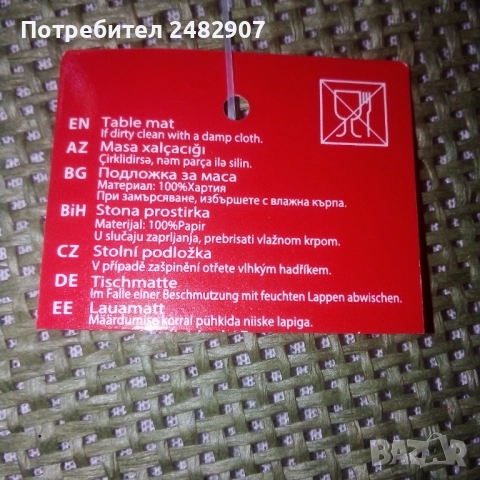 Потребител 2482907
EN Table mat
If dirty clean with a damp cloth.
AZ Masa xalçacığı
Çirklidirsə, nəm parça ilə silin.
BG Подложка за маса
Материал: 100%Хартия
При замърсяване, избършете с влажна кърпа.
BiH Stona prostirka
Materijal: 100%Papir
U slučaju zaprljanja, prebrisati vlažnom krpom.
CZ Stolní podložka
V případě zašpinění otřete vlhkým hadříkem.
DE Tischmatte
Im Falle einer Beschmutzung mit feuchten Lappen abwischen.
EE Lauamatt
Määrdumise korral pühkida niiske lapiga.
BAZAR